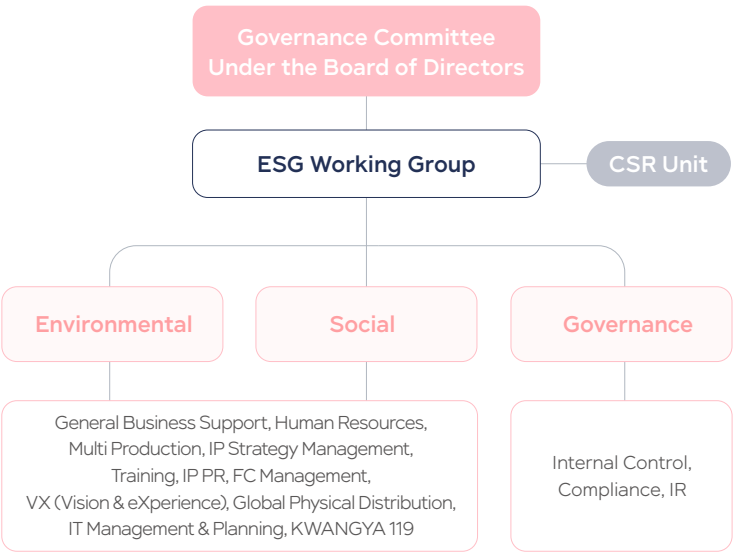 Governance Committee
Under the Board of Directors
ESG Working Group
CSR Unit
Environmental
Social
Governance
General Business Support, Human Resources,
Multi Production, IP Strategy Management,
Training, IP PR, FC Management,
VX (Vision & eXperience), Global Physical Distribution,
IT Management & Planning, KWANGYA 119
Internal Control,
Compliance, IR